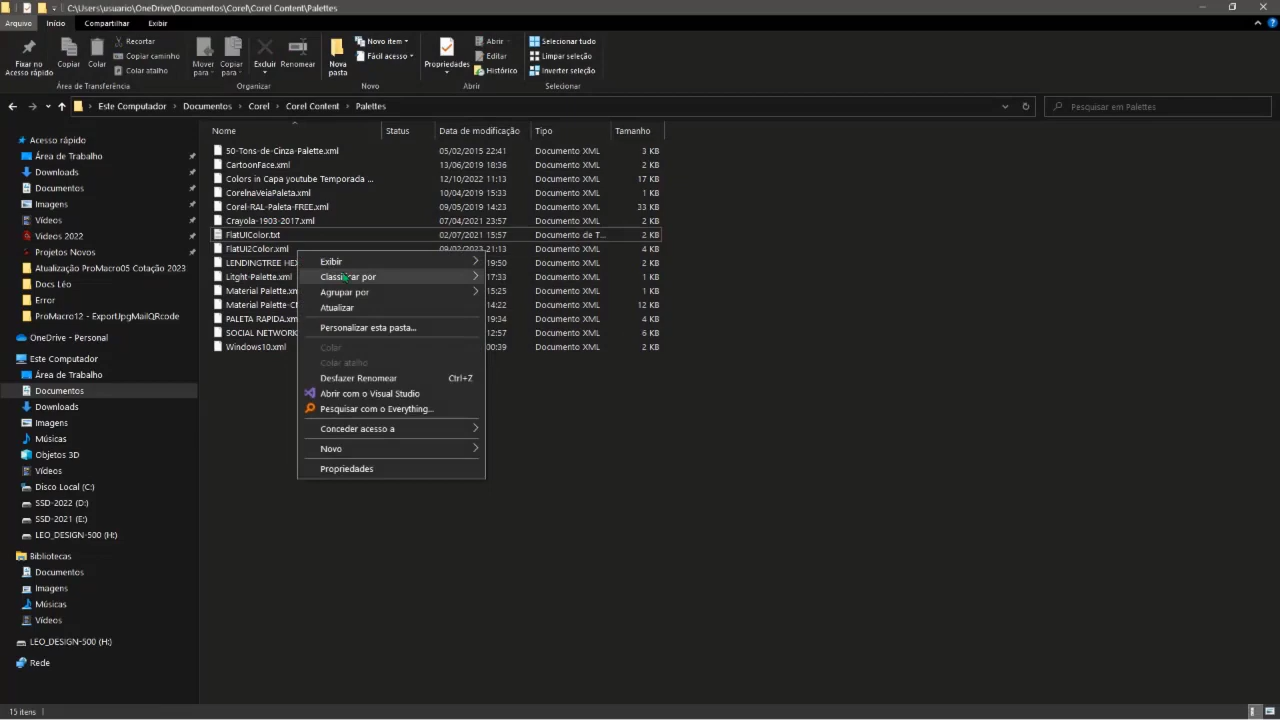 C:\Users\usuario\OneDrive\Documentos\Corel\Corel Content\Palettes
Arquivo Início Compartilhar Exibir
Fixar no Acesso rápido
Copiar
Colar
Recortar
Copiar caminho
Colar atalho
Mover para
Copiar para
Excluir
Renomear
Nova pasta
Novo item
Fácil acesso
Propriedades
Abrir
Editar
Histórico
Selecionar tudo
Limpar seleção
Inverter seleção
Área de Transferência Organizar Novo Abrir Selecionar
Este Computador Documentos Corel Corel Content Palettes
Pesquisar em Palettes
Acesso rápido
Área de Trabalho
Downloads
Documentos
Imagens
Vídeos
Videos 2022
Projetos Novos
Atualização ProMacro05 Cotação 2023
Docs Léo
Error
ProMacro12 - ExportJpgMailQRcode
OneDrive - Personal
Este Computador
Área de Trabalho
Documentos
Downloads
Imagens
Músicas
Objetos 3D
Vídeos
Disco Local (C:)
SSD-2022 (D:)
SSD-2021 (E:)
LEO_DESIGN-500 (H:)
Bibliotecas
Documentos
Imagens
Músicas
Vídeos
LEO_DESIGN-500 (H:)
Rede
Nome Status Data de modificação Tipo Tamanho
50-Tons-de-Cinza-Palette.xml 05/02/2015 22:41 Documento XML 3 KB
CartoonFace.xml 13/06/2019 18:36 Documento XML 2 KB
Colors in Capa youtube Temporada ... 12/10/2022 11:13 Documento XML 17 KB
CorelnaVeiaPaleta.xml 10/04/2019 15:33 Documento XML 1 KB
Corel-RAL-Paleta-FREE.xml 09/05/2019 14:23 Documento XML 33 KB
Crayola-1903-2017.xml 07/04/2021 23:57 Documento XML 2 KB
FlatUIColor.txt 02/07/2021 15:57 Documento de T... 2 KB
FlatUI2Color.xml 09/02/2023 21:13 Documento XML 4 KB
LENDINGTREE HEX 19:50 Documento XML 2 KB
Litght-Palette.xml 17:33 Documento XML 1 KB
Material Palette.xm 15:25 Documento XML 1 KB
Material Palette-C 14:22 Documento XML 12 KB
PALETA RAPIDA.xm 19:34 Documento XML 4 KB
SOCIAL NETWORK 12:57 Documento XML 6 KB
Windows10.xml 00:39 Documento XML 2 KB
Exibir
Classificar por
Agrupar por
Atualizar
Personalizar esta pasta...
Colar
Colar atalho
Desfazer Renomear Ctrl+Z
Abrir com o Visual Studio
Pesquisar com o Everything...
Conceder acesso a
Novo
Propriedades
15 itens